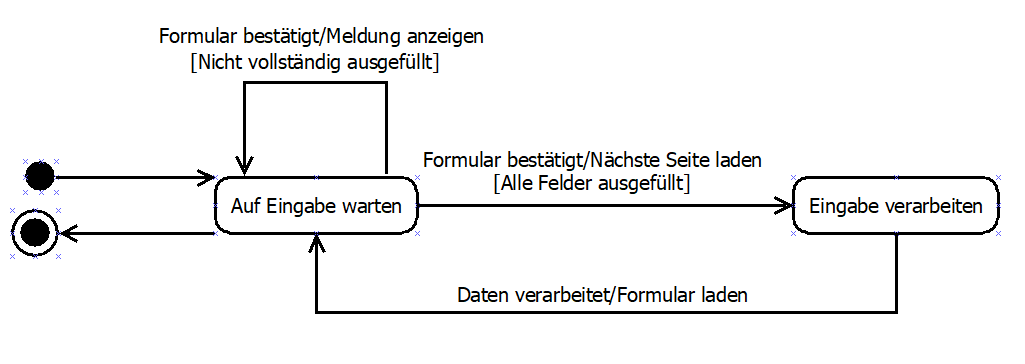 Formular bestätigt/Meldung anzeigen
[Nicht vollständig ausgefüllt]
Formular bestätigt/Nächste Seite laden
[Alle Felder ausgefüllt]
Auf Eingabe warten
Eingabe verarbeiten
Daten verarbeitet/Formular laden